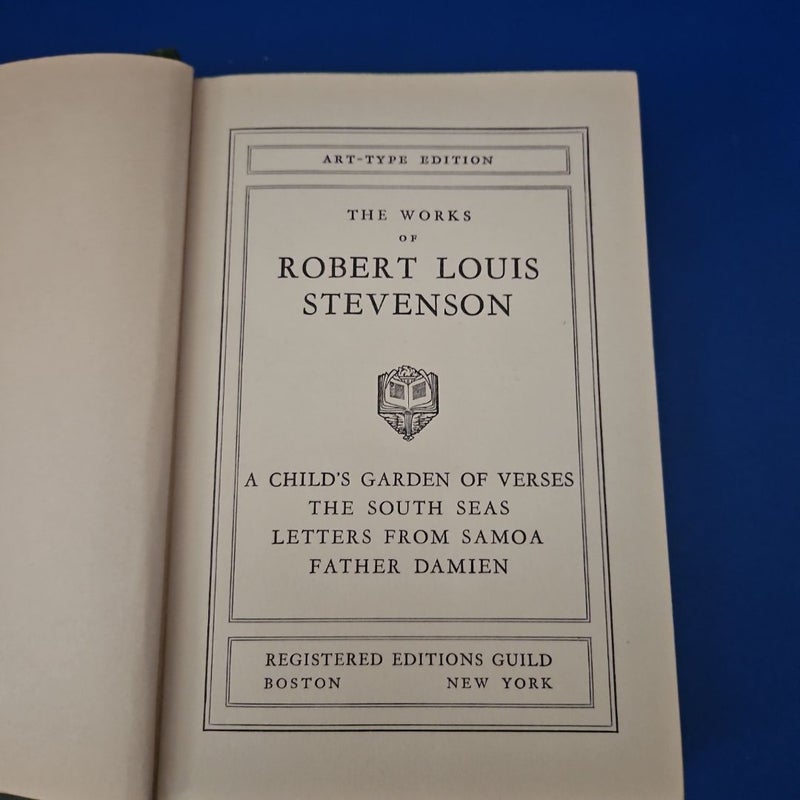 ART-TYPE EDITION
THE WORKS
OF
ROBERT LOUIS
STEVENSON
A CHILD'S GARDEN OF VERSES
THE SOUTH SEAS
LETTERS FROM SAMOA
FATHER DAMIEN
REGISTERED EDITIONS GUILD
BOSTON NEW YORK